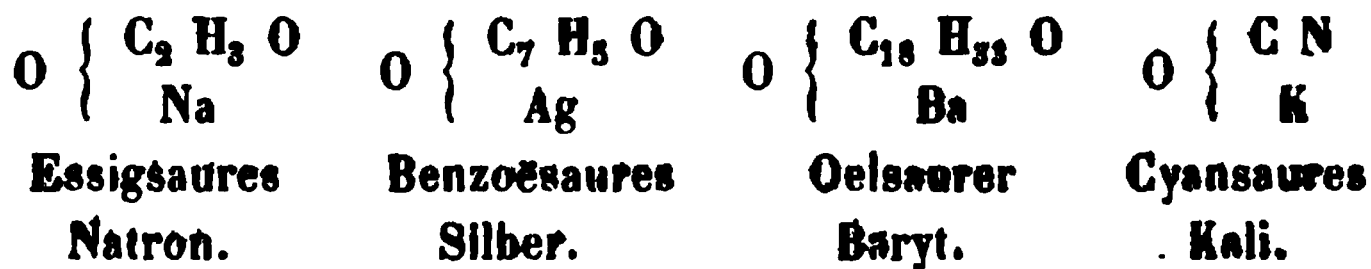 O { C₂ H₃ O / Na O { C₇ H₅ O / Ag O { C₁₈ H₃₃ O / Ba O { C N / K
Essigsaures Benzoësaures Oelsaurer Cyansaures
Natron. Silber. Baryt. Kali.